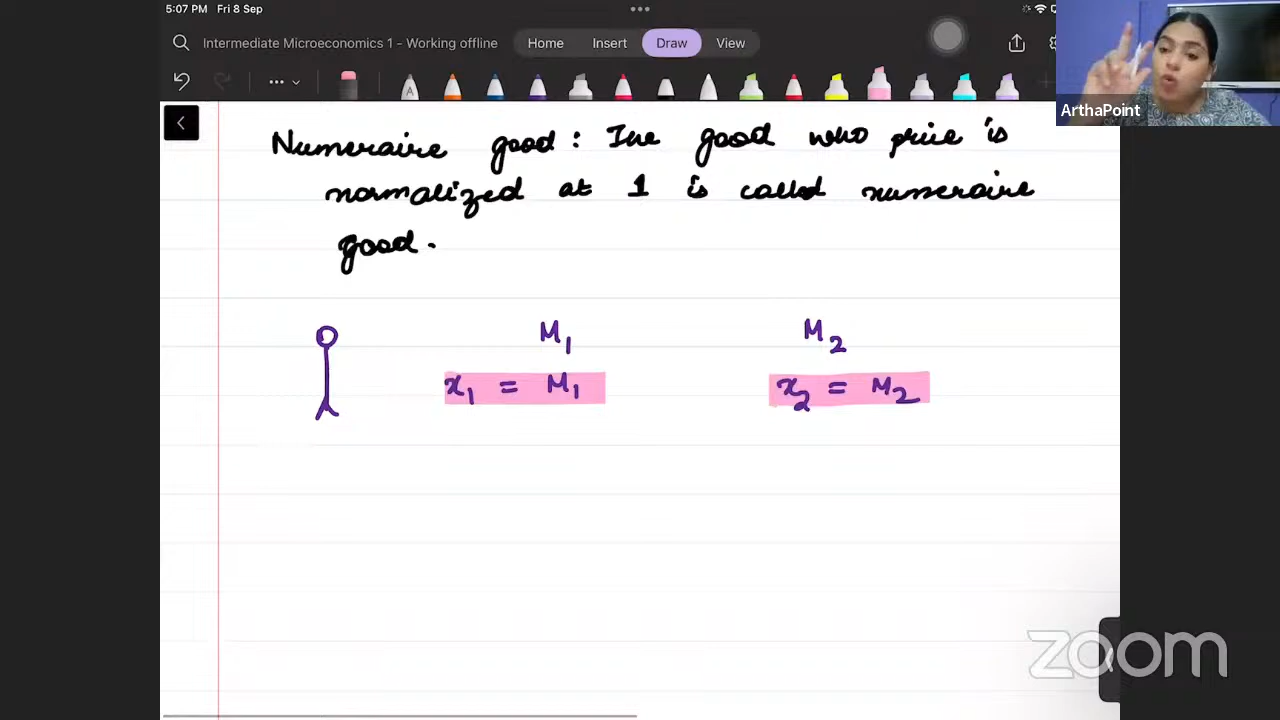 5:07 PM Fri 8 Sep
Intermediate Microeconomics 1 - Working offline
Home Insert Draw View
A
ArthaPoint
Numeraire good : The good who price is
normalized at 1 is called numeraire
good.
M1 M2
x1 = M1 x2 = M2
zoom